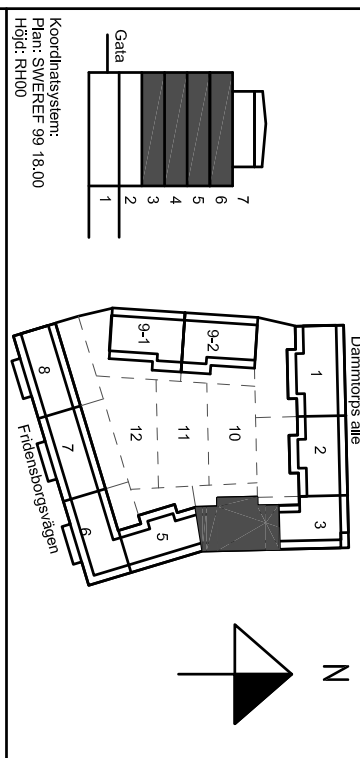 Gata
1
2
3
4
5
6
7
Koordinatsystem:
Plan: SWEREF 99 18.00
Höjd: RH00
Dammtorps alle
1
2
3
9-1
9-2
10
11
12
5
6
7
8
Fridensborgsvägen
N